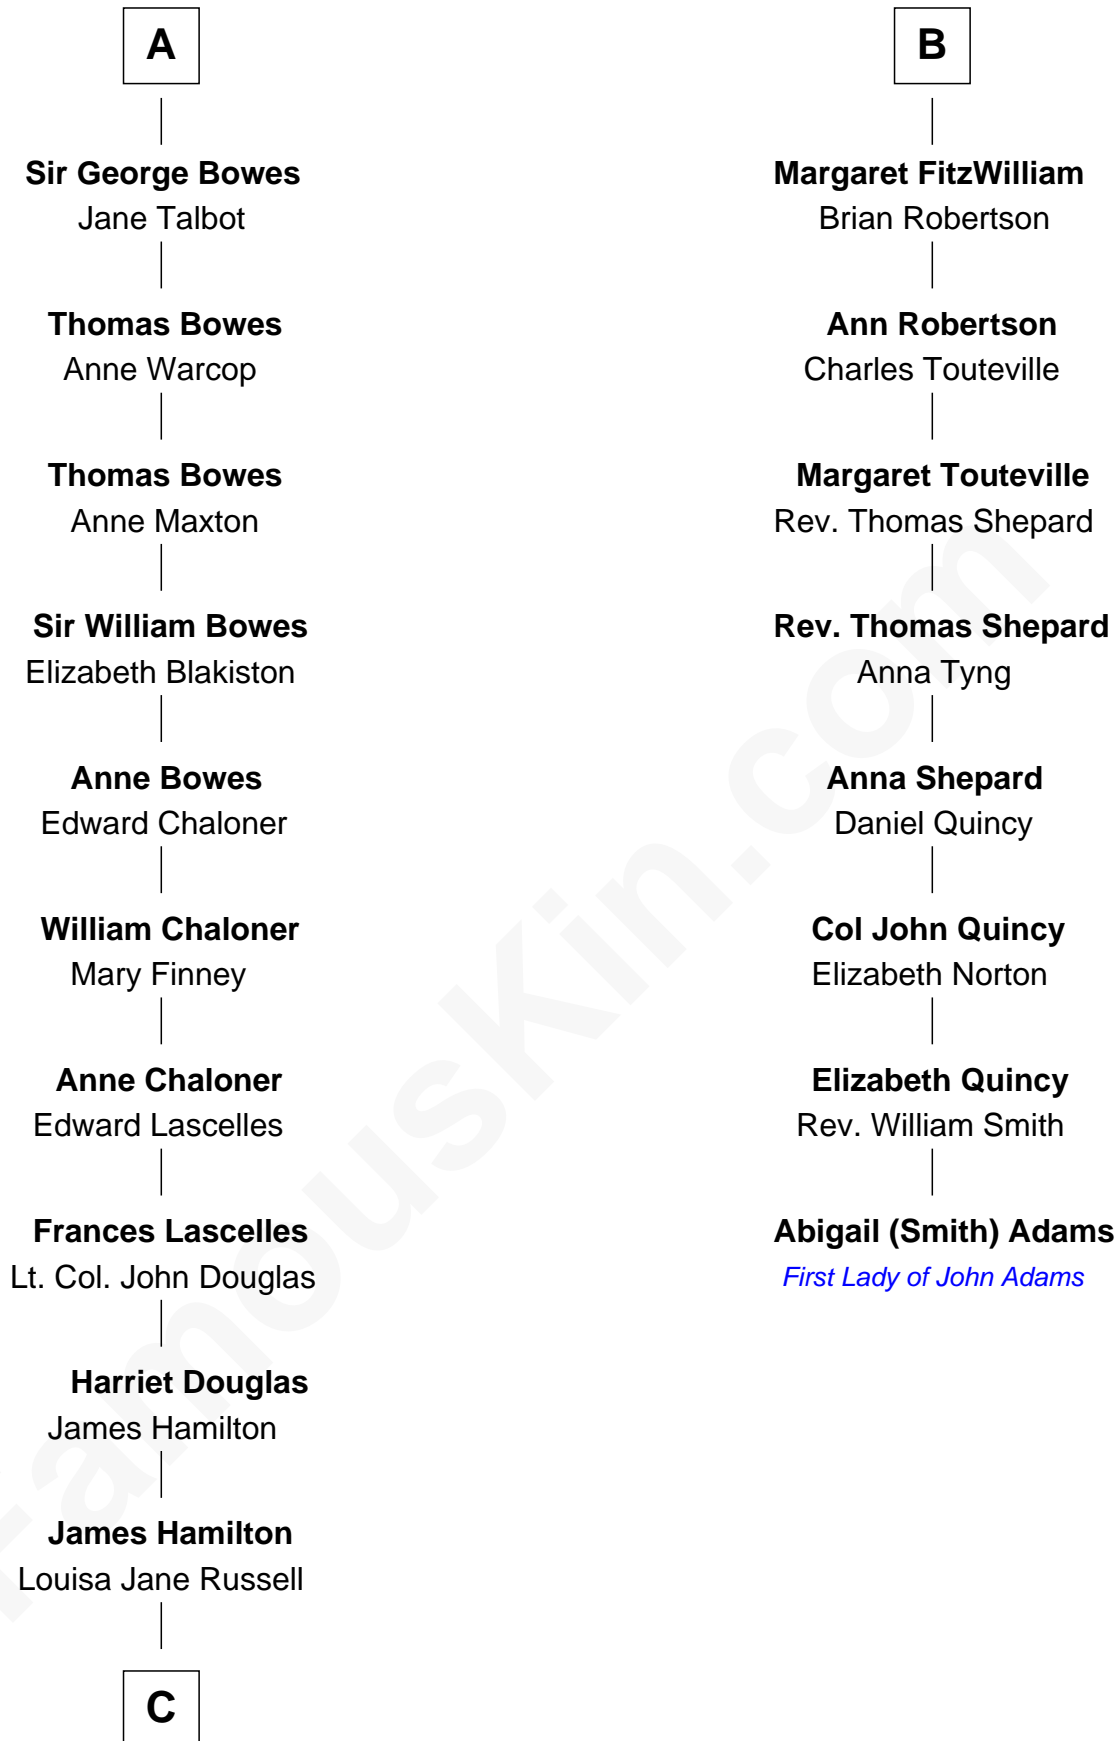 A
Sir George Bowes
Jane Talbot
Thomas Bowes
Anne Warcop
Thomas Bowes
Anne Maxton
Sir William Bowes
Elizabeth Blakiston
Anne Bowes
Edward Chaloner
William Chaloner
Mary Finney
Anne Chaloner
Edward Lascelles
Frances Lascelles
Lt. Col. John Douglas
Harriet Douglas
James Hamilton
James Hamilton
Louisa Jane Russell
C
B
Margaret FitzWilliam
Brian Robertson
Ann Robertson
Charles Touteville
Margaret Touteville
Rev. Thomas Shepard
Rev. Thomas Shepard
Anna Tyng
Anna Shepard
Daniel Quincy
Col John Quincy
Elizabeth Norton
Elizabeth Quincy
Rev. William Smith
Abigail (Smith) Adams
First Lady of John Adams
FamousKin.com